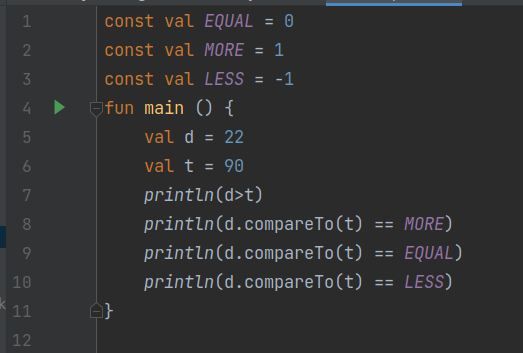 1 const val EQUAL = 0
2 const val MORE = 1
3 const val LESS = -1
4 fun main () {
5     val d = 22
6     val t = 90
7     println(d>t)
8     println(d.compareTo(t) == MORE)
9     println(d.compareTo(t) == EQUAL)
10     println(d.compareTo(t) == LESS)
11 }
12